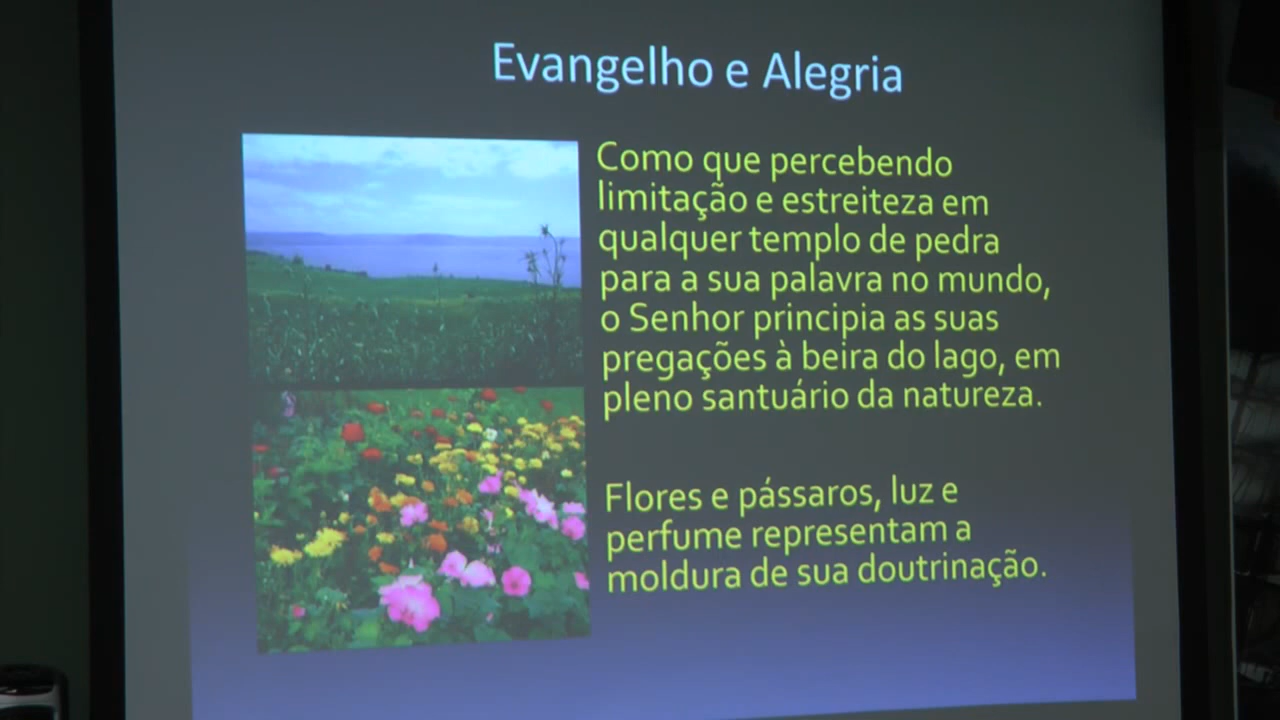 Evangelho e Alegria
Como que percebendo
limitação e estreiteza em
qualquer templo de pedra
para a sua palavra no mundo,
o Senhor principia as suas
pregações à beira do lago, em
pleno santuário da natureza.
Flores e pássaros, luz e
perfume representam a
moldura de sua doutrinação.